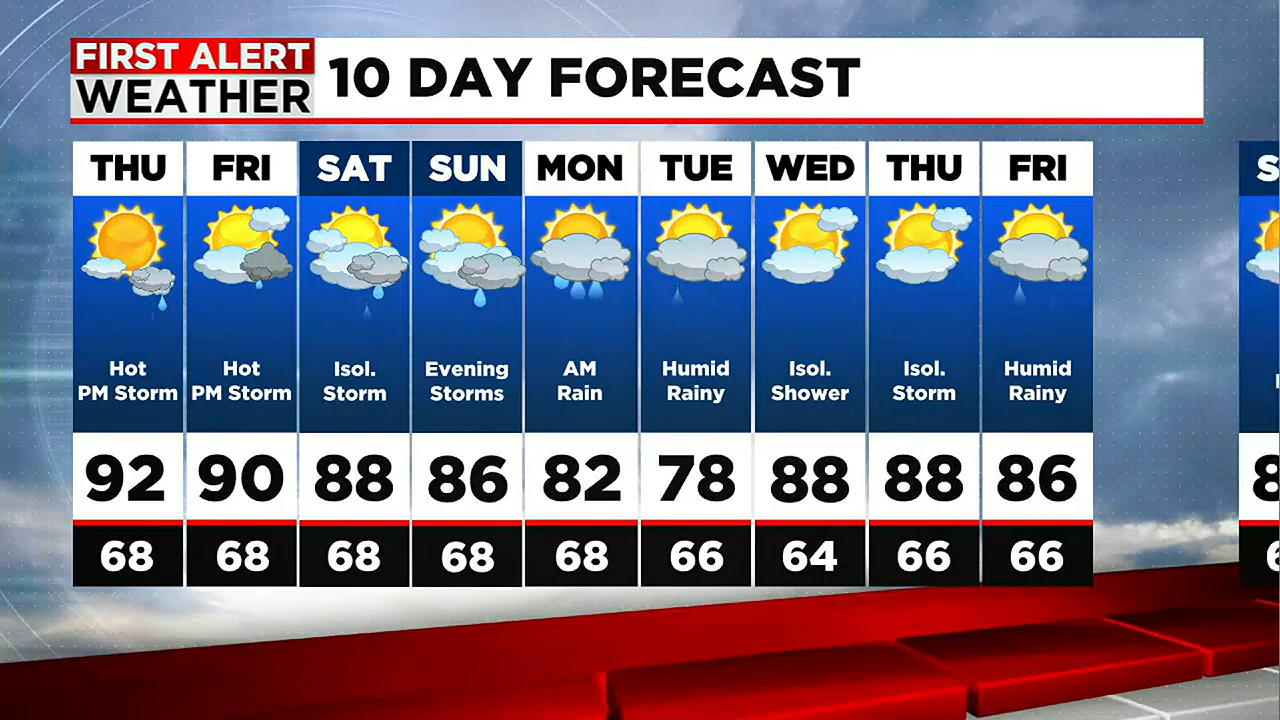 FIRST ALERT
WEATHER
10 DAY FORECAST
THU FRI SAT SUN MON TUE WED THU FRI S
Hot Hot Isol. Evening AM Humid Isol. Isol. Humid
PM Storm PM Storm Storm Storms Rain Rainy Shower Storm Rainy
92 90 88 86 82 78 88 88 86
68 68 68 68 68 66 64 66 66